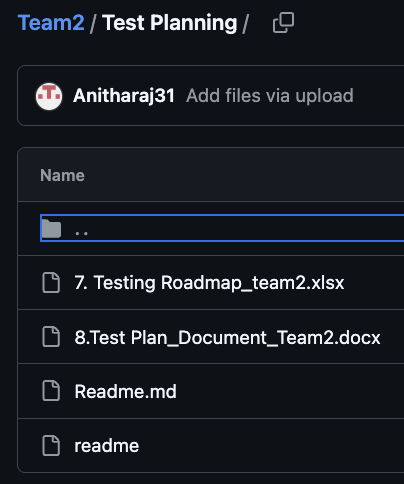 Team2 / Test Planning /
Anitharaj31 Add files via upload
Name
..
7. Testing Roadmap_team2.xlsx
8.Test Plan_Document_Team2.docx
Readme.md
readme